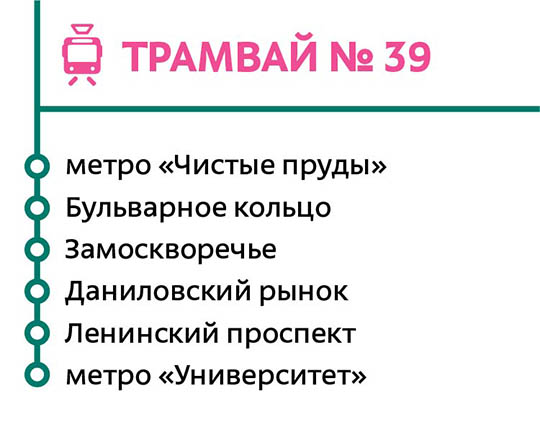 ТРАМВАЙ № 39
метро «Чистые пруды»
Бульварное кольцо
Замоскворечье
Даниловский рынок
Ленинский проспект
метро «Университет»